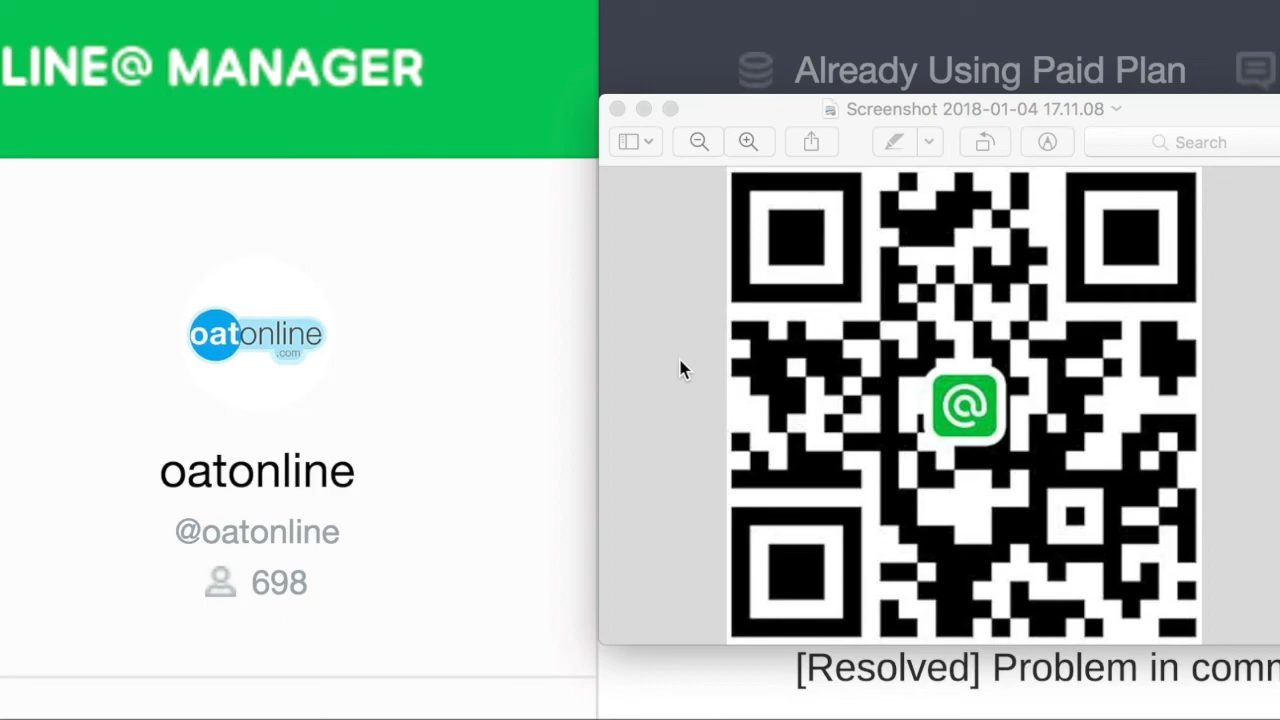 LINE@ MANAGER
Already Using Paid Plan
Screenshot 2018-01-04 17.11.08
Search
oatonline
.com
@
oatonline
@oatonline
698
[Resolved] Problem in comm